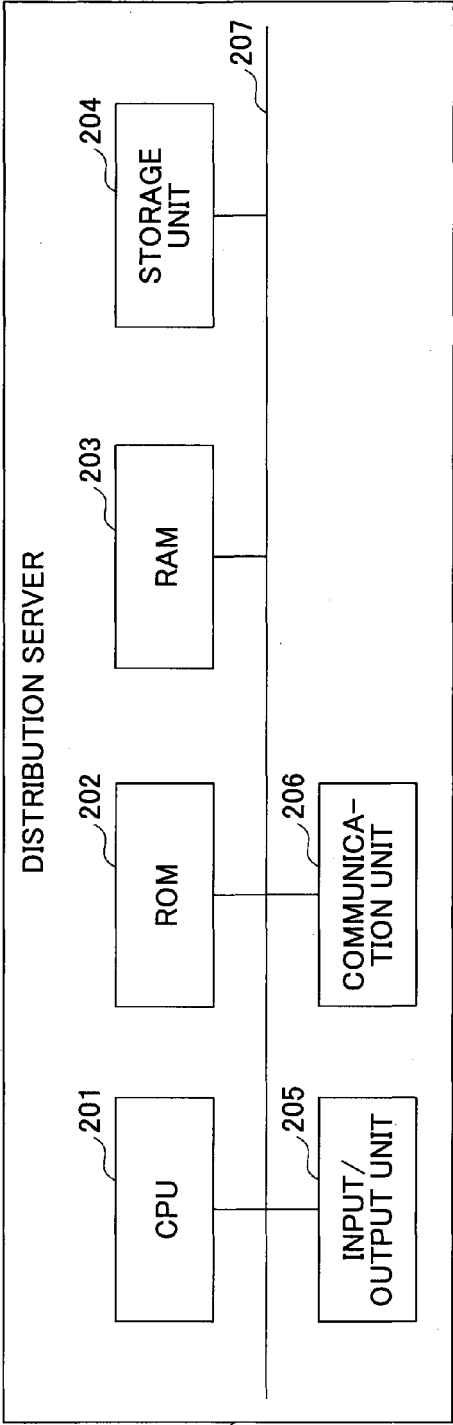 DISTRIBUTION SERVER
201
CPU
202
ROM
203
RAM
204
STORAGE
UNIT
207
205
INPUT/
OUTPUT UNIT
206
COMMUNICA-
TION UNIT